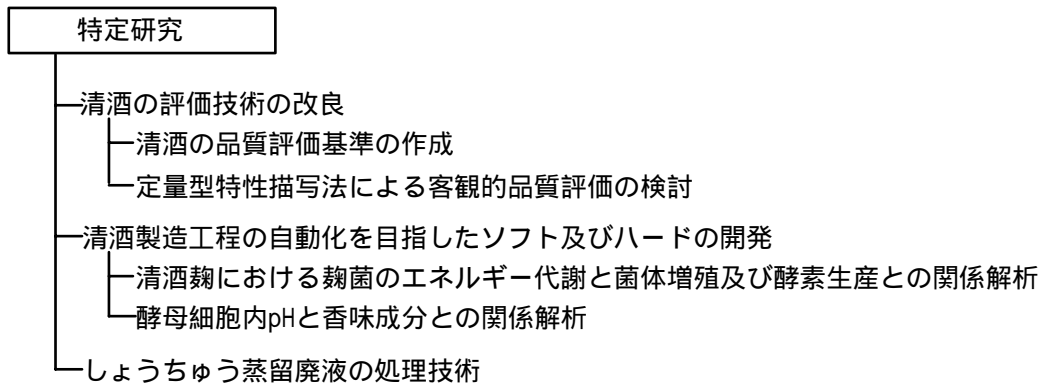 特定研究
清酒の評価技術の改良
清酒の品質評価基準の作成
定量型特性描写法による客観的品質評価の検討
清酒製造工程の自動化を目指したソフト及びハードの開発
清酒麹における麹菌のエネルギー代謝と菌体増殖及び酵素生産との関係解析
酵母細胞内pHと香味成分との関係解析
しょうちゅう蒸留廃液の処理技術